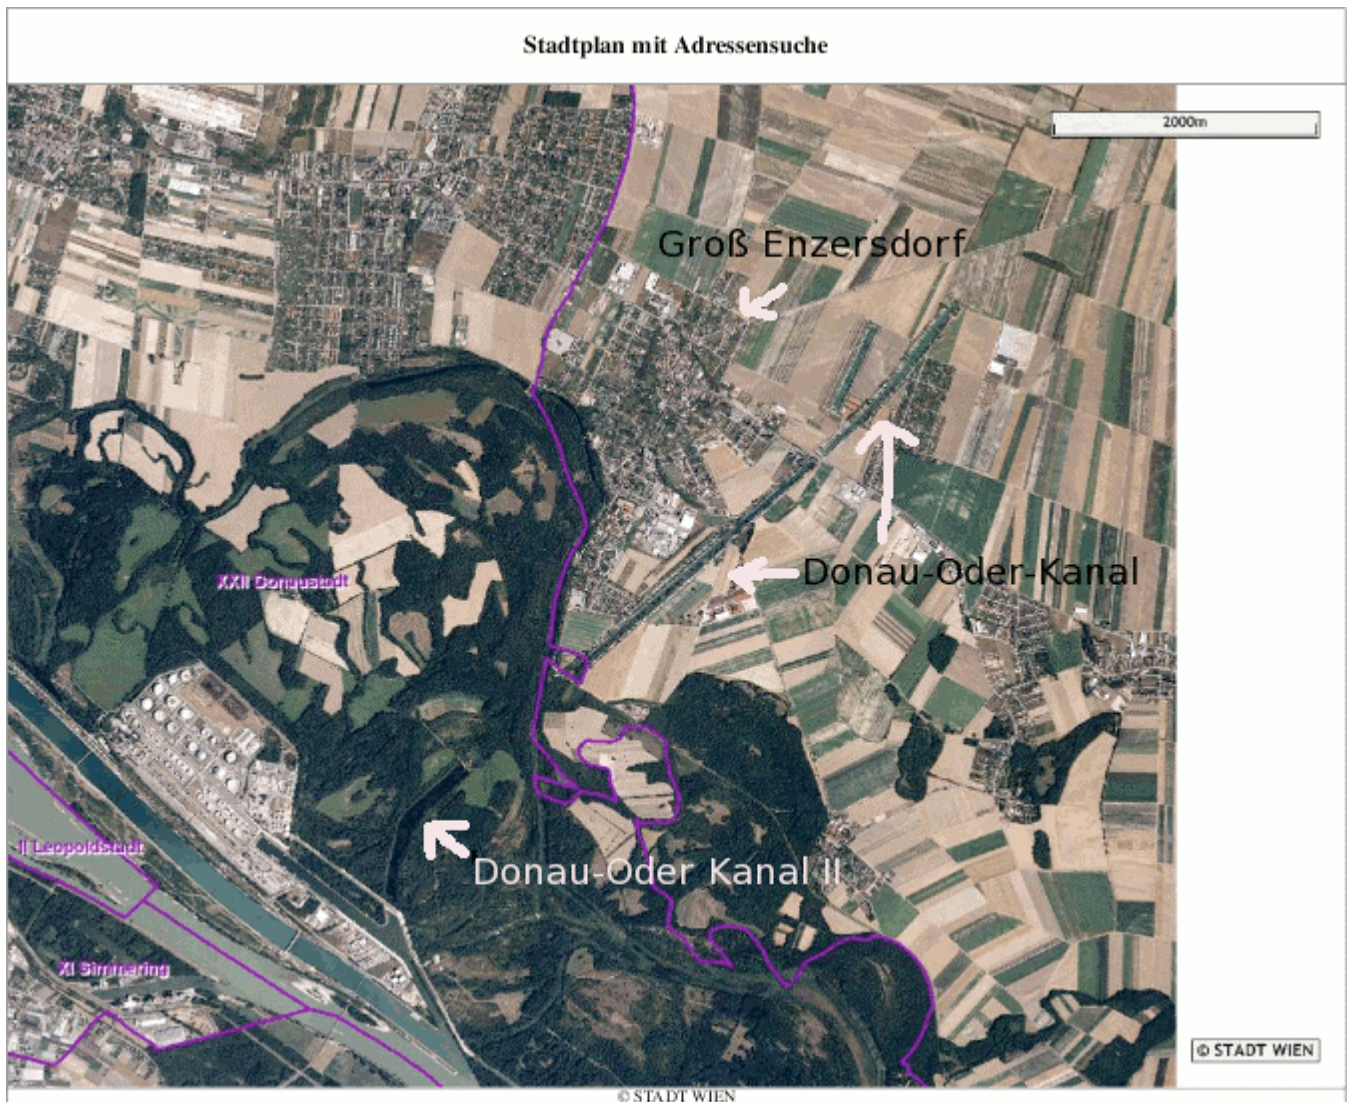 Stadtplan mit Adressensuche
2000m
Groß Enzersdorf
Donau-Oder-Kanal
XXII Donaustadt
II Leopoldstadt
Donau-Oder Kanal II
XI Simmering
© STADT WIEN
© STADT WIEN